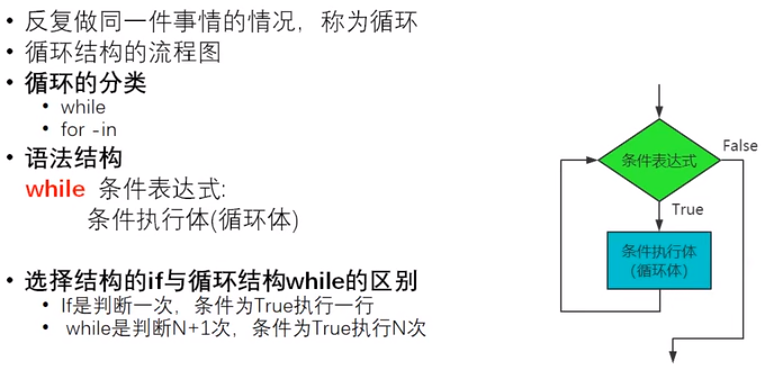 • 反复做同一件事情的情况，称为循环
• 循环结构的流程图
• 循环的分类
• while
• for -in
• 语法结构
while 条件表达式:
条件执行体(循环体)
• 选择结构的if与循环结构while的区别
• If是判断一次，条件为True执行一行
• while是判断N+1次，条件为True执行N次
条件表达式
False
True
条件执行体
（循环体）